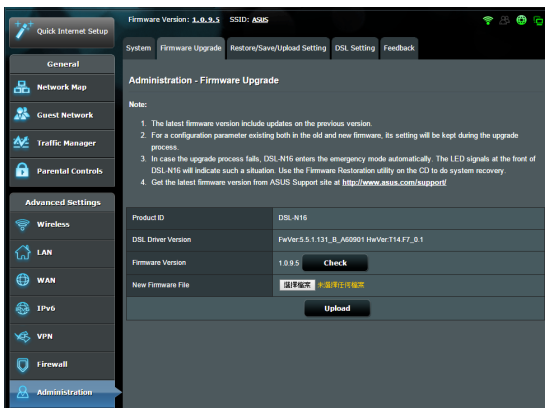 Quick Internet Setup
Firmware Version: 1.0.9.5 SSID: ASUS
System Firmware Upgrade Restore/Save/Upload Setting DSL Setting Feedback
General
Network Map
Guest Network
Traffic Manager
Parental Controls
Advanced Settings
Wireless
LAN
WAN
IPv6
VPN
Firewall
Administration
Administration - Firmware Upgrade
Note:
1. The latest firmware version include updates on the previous version.
2. For a configuration parameter existing both in the old and new firmware, its setting will be kept during the upgrade
process.
3. In case the upgrade process fails, DSL-N16 enters the emergency mode automatically. The LED signals at the front of
DSL-N16 will indicate such a situation. Use the Firmware Restoration utility on the CD to do system recovery.
4. Get the latest firmware version from ASUS Support site at http://www.asus.com/support/
Product ID DSL-N16
DSL Driver Version FwVer:5.5.1.131_B_A60901 HwVer:T14.F7_0.1
Firmware Version 1.0.9.5 Check
New Firmware File 選擇檔案 未選擇任何檔案
Upload